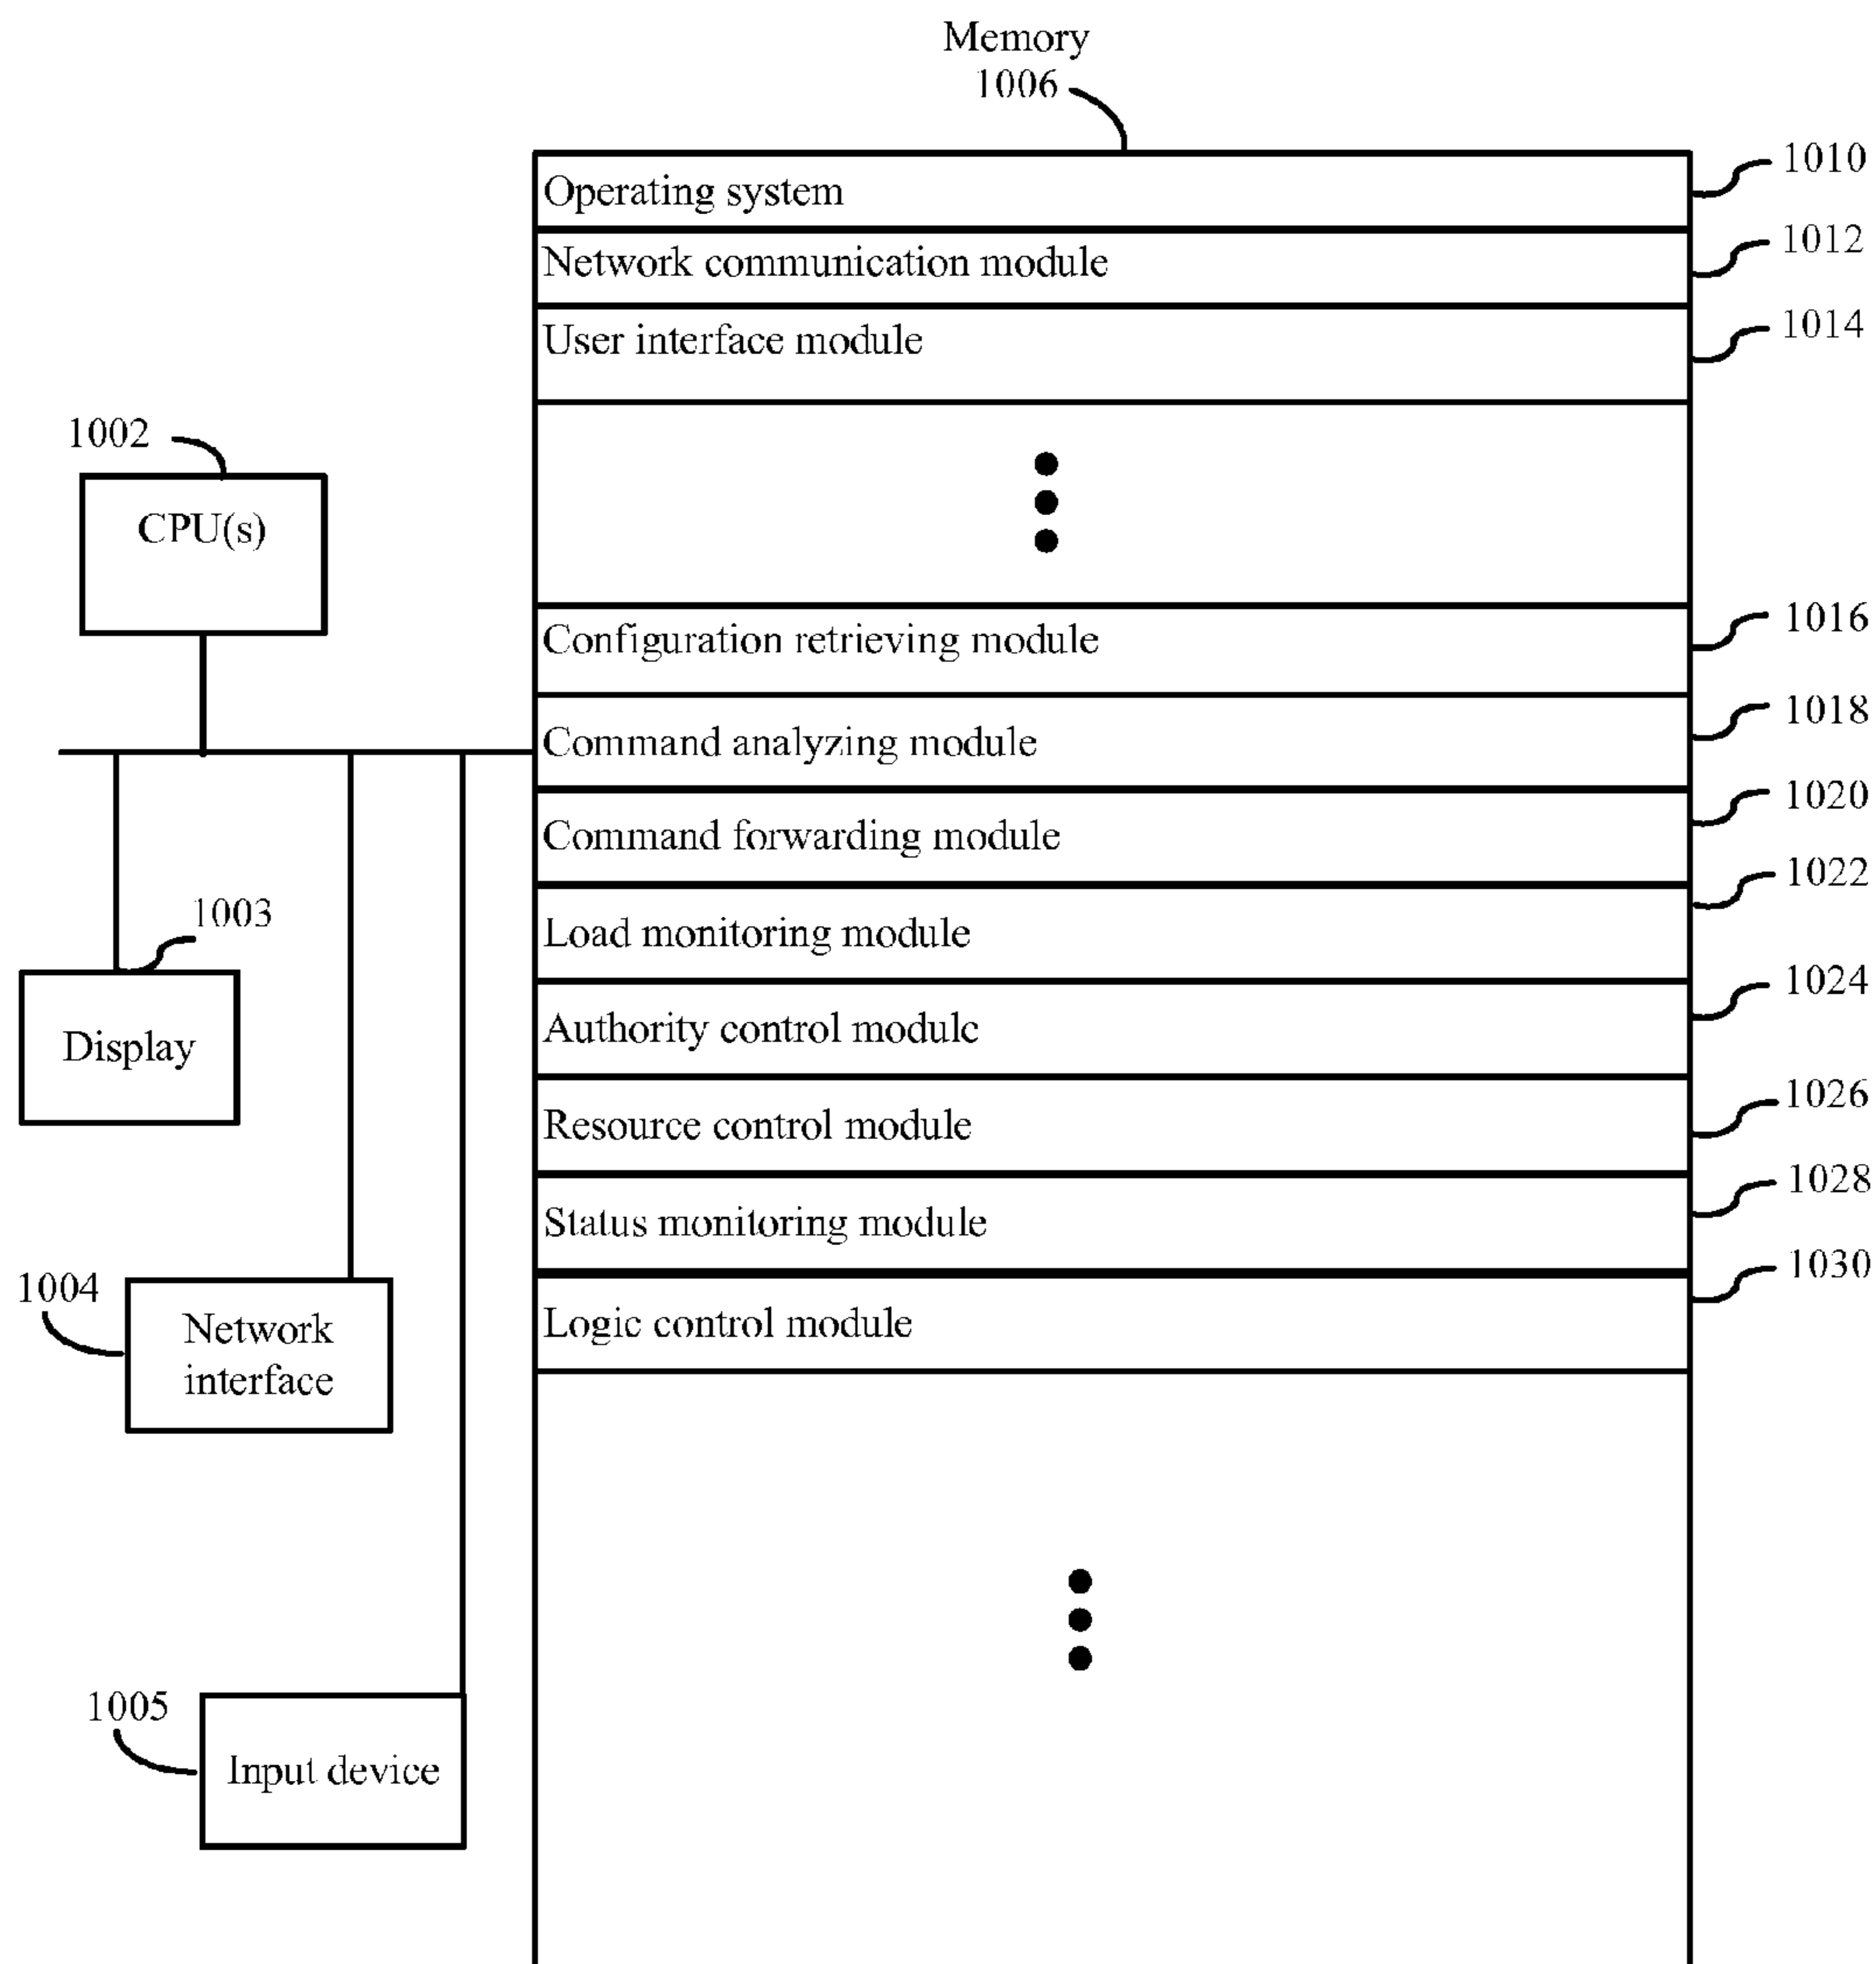 Memory
1006
Operating system
1010
Network communication module
1012
User interface module
1014
1002
CPU(s)
Configuration retrieving module
1016
Command analyzing module
1018
Command forwarding module
1020
1022
Load monitoring module
1003
Display
Authority control module
1024
Resource control module
1026
Status monitoring module
1028
1004
Network
interface
Logic control module
1030
1005
Input device